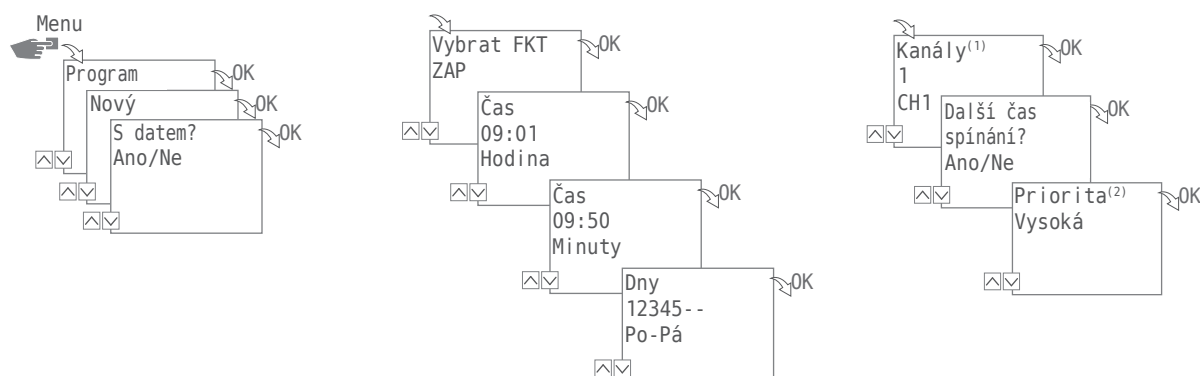 Menu
Program
OK
Nový
OK
S datem?
OK
Ano/Ne
Vybrat FKT
OK
ZAP
Čas
OK
09:01
Hodina
Čas
OK
09:50
Minuty
Dny
OK
12345--
Po-Pá
Kanály(1)
OK
1
CH1
Další čas
OK
spínání?
Ano/Ne
Priorita(2)
OK
Vysoká